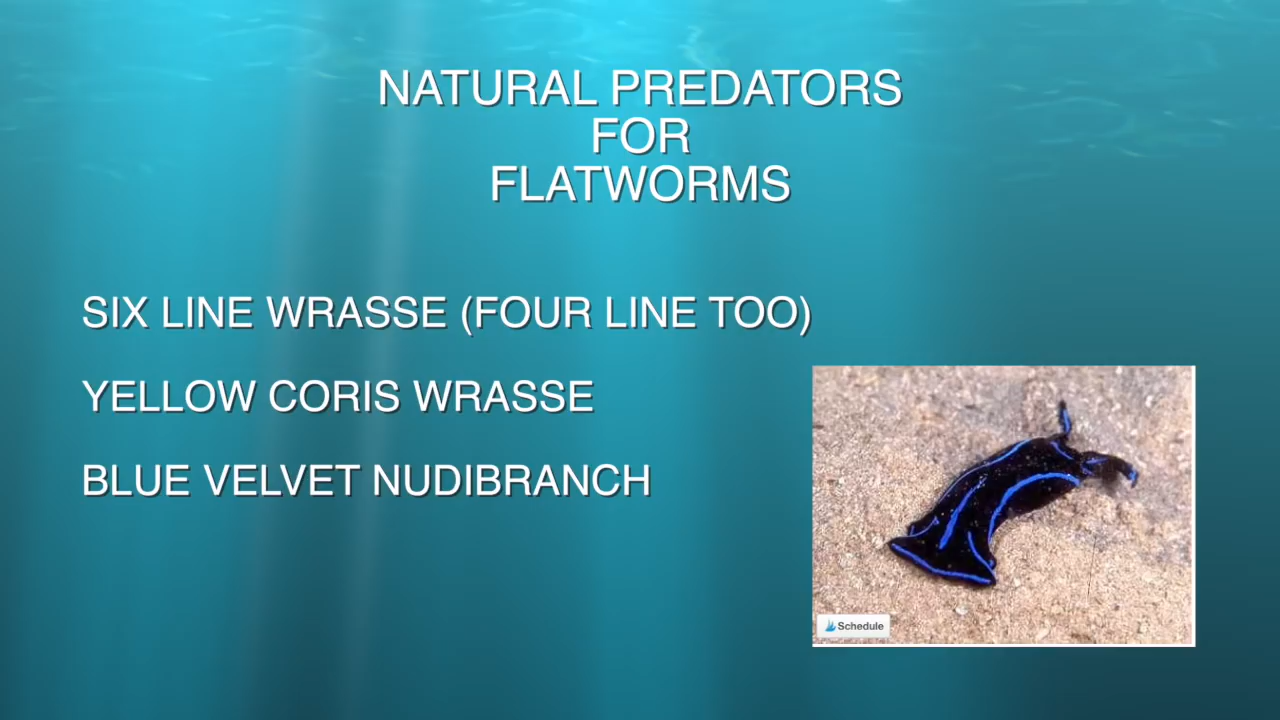 NATURAL PREDATORS
FOR
FLATWORMS
SIX LINE WRASSE (FOUR LINE TOO)
YELLOW CORIS WRASSE
BLUE VELVET NUDIBRANCH
Schedule